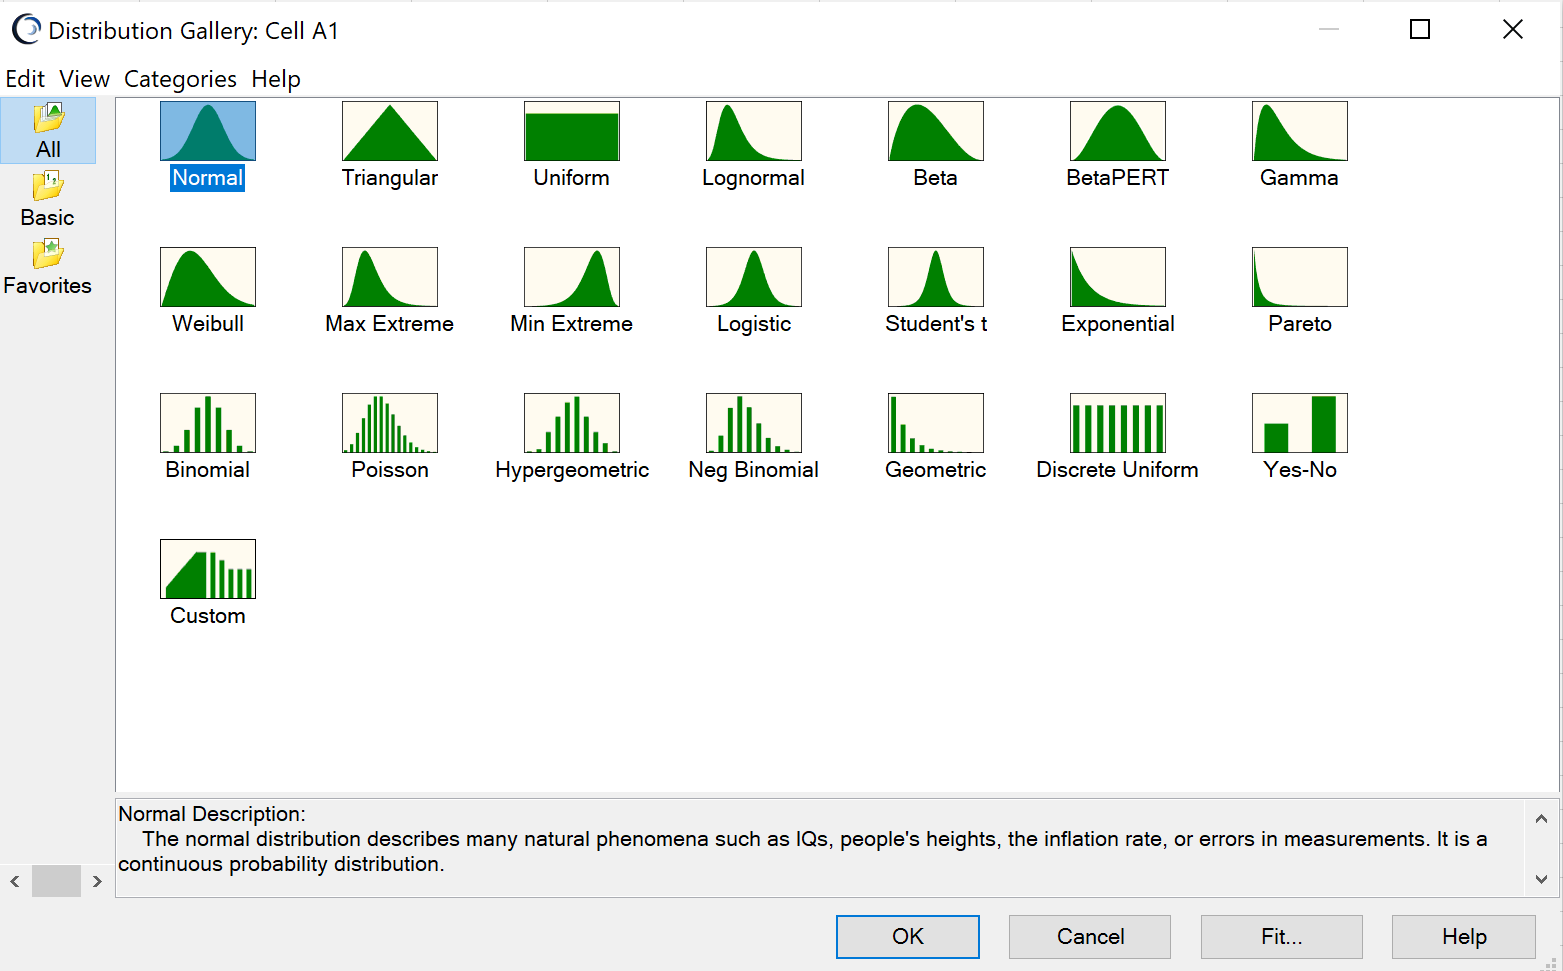 Distribution Gallery: Cell A1
Edit View Categories Help
All
Basic
Favorites
Normal Triangular Uniform Lognormal Beta BetaPERT Gamma
Weibull Max Extreme Min Extreme Logistic Student's t Exponential Pareto
Binomial Poisson Hypergeometric Neg Binomial Geometric Discrete Uniform Yes-No
Custom
Normal Description:
The normal distribution describes many natural phenomena such as IQs, people's heights, the inflation rate, or errors in measurements. It is a
continuous probability distribution.
OK Cancel Fit... Help